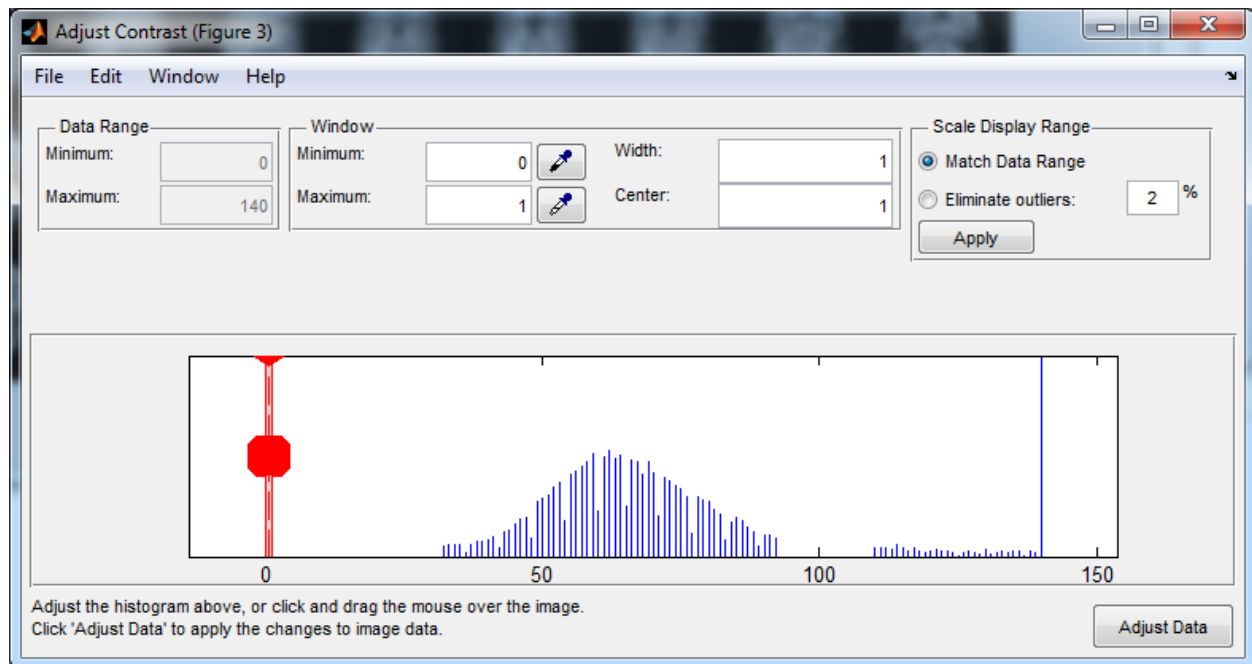 Adjust Contrast (Figure 3)
File Edit Window Help
Data Range
Minimum: 0
Maximum: 140
Window
Minimum: 0
Maximum: 1
Width: 1
Center: 1
Scale Display Range
Match Data Range
Eliminate outliers: 2 %
Apply
0 50 100 150
Adjust the histogram above, or click and drag the mouse over the image.
Click 'Adjust Data' to apply the changes to image data.
Adjust Data